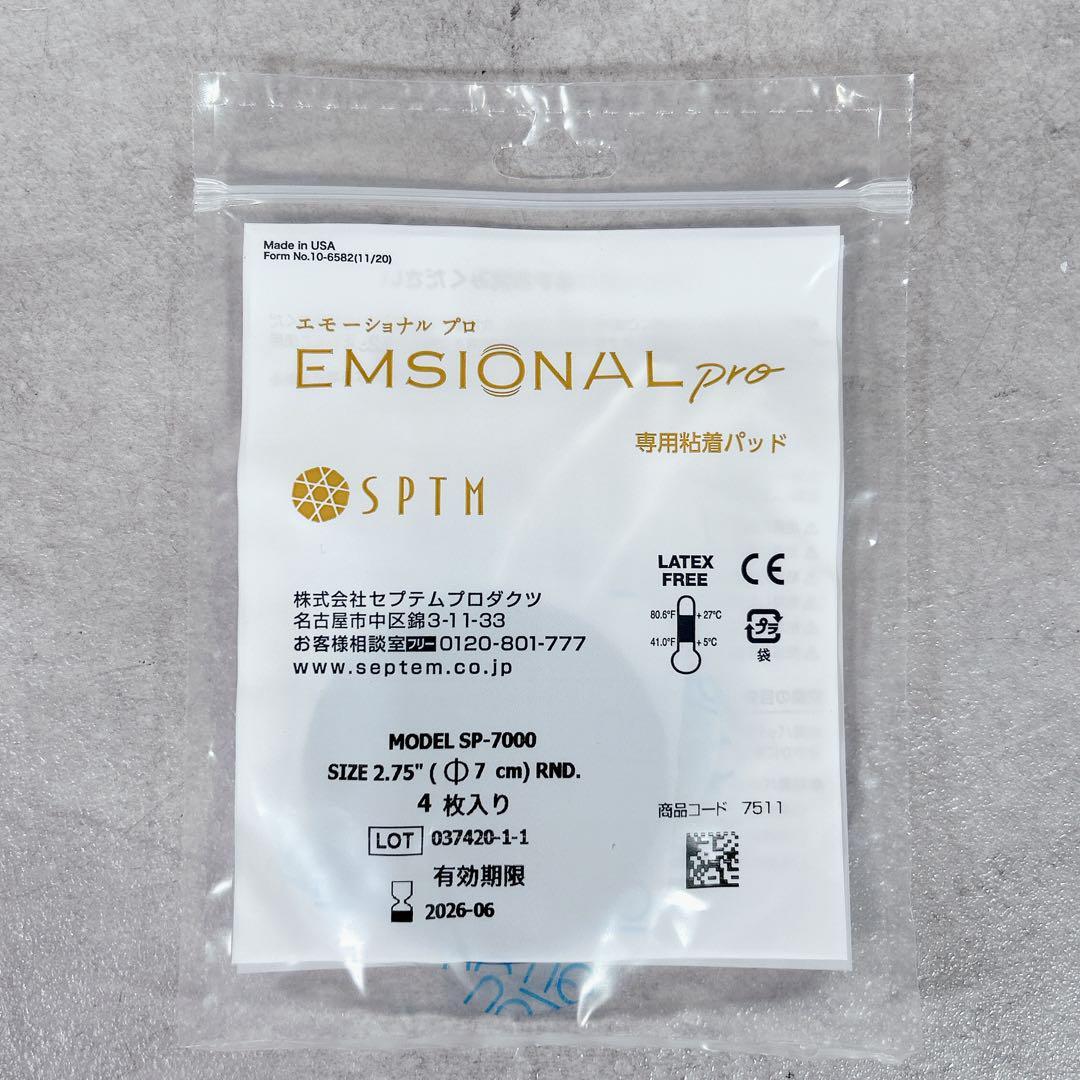 Made in USA
Form No.10-6582(11/20)
エモーショナル プロ
EMSIONAL pro
専用粘着パッド
SPTM
LATEX
FREE
CE
80.6°F +27℃
41.0°F +5℃
プラ
袋
株式会社セプテムプロダクツ
名古屋市中区錦3-11-33
お客様相談室フリー0120-801-777
www.septem.co.jp
MODEL SP-7000
SIZE 2.75" ( Φ 7 cm) RND.
4 枚入り
LOT 037420-1-1
有効期限
2026-06
商品コード 7511